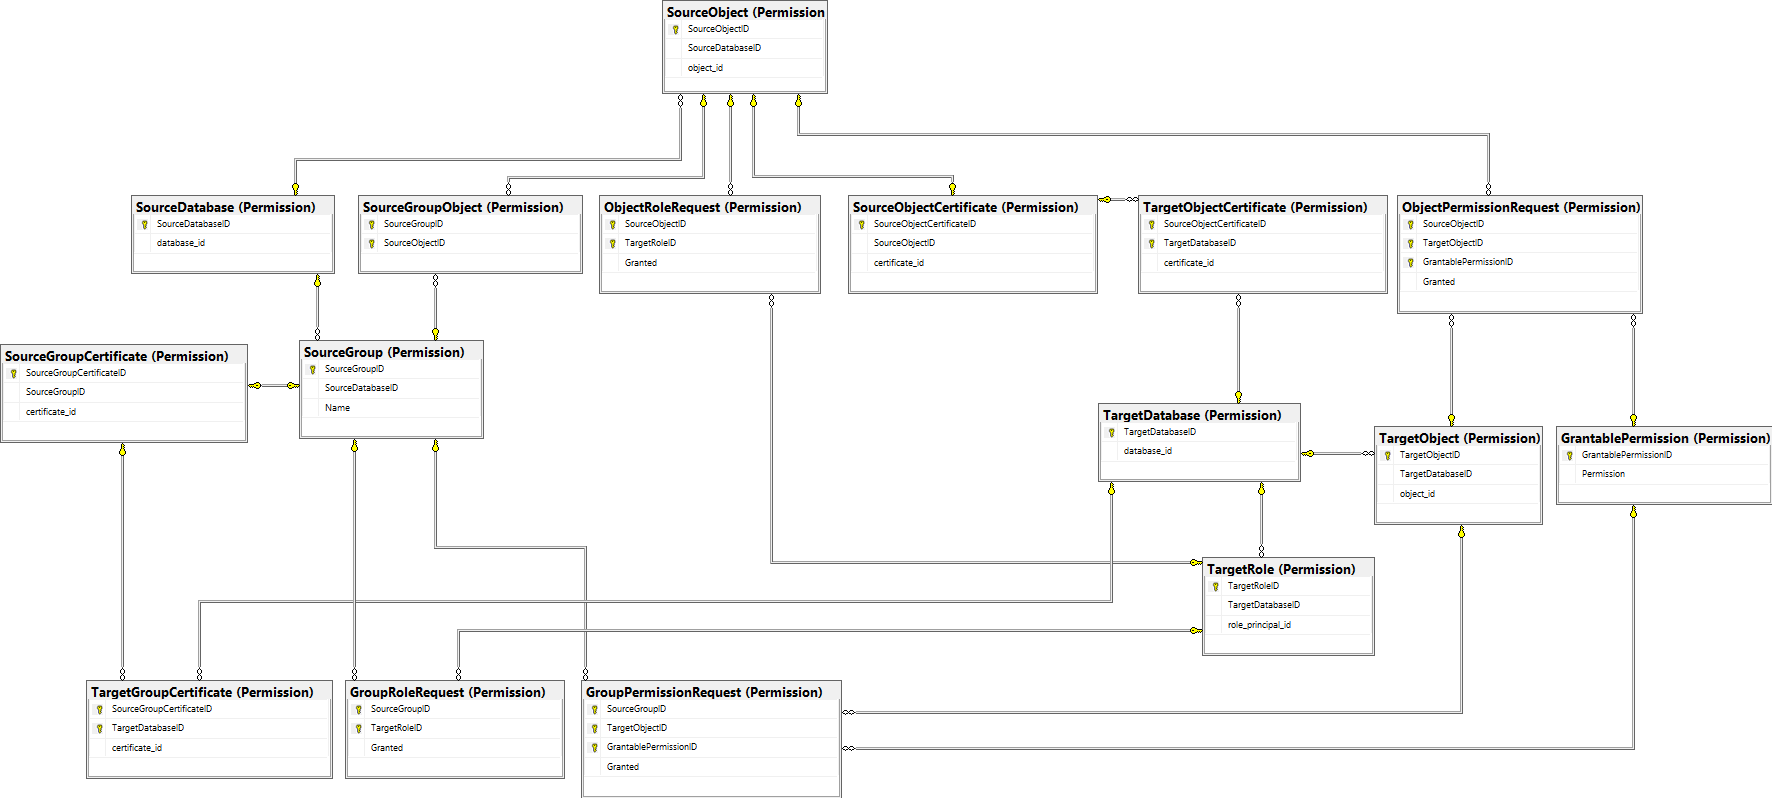 SourceObject (Permission
SourceObjectID
SourceDatabaseID
object_id
SourceDatabase (Permission)
SourceDatabaseID
database_id
SourceGroupObject (Permission)
SourceGroupID
SourceObjectID
ObjectRoleRequest (Permission)
SourceObjectID
TargetRoleID
Granted
SourceObjectCertificate (Permission)
SourceObjectCertificateID
SourceObjectID
certificate_id
TargetObjectCertificate (Permission)
SourceObjectCertificateID
TargetDatabaseID
certificate_id
ObjectPermissionRequest (Permission)
SourceObjectID
TargetObjectID
GrantablePermissionID
Granted
SourceGroupCertificate (Permission)
SourceGroupCertificateID
SourceGroupID
certificate_id
SourceGroup (Permission)
SourceGroupID
SourceDatabaseID
Name
TargetDatabase (Permission)
TargetDatabaseID
database_id
TargetObject (Permission)
TargetObjectID
TargetDatabaseID
object_id
GrantablePermission (Permission)
GrantablePermissionID
Permission
TargetRole (Permission)
TargetRoleID
TargetDatabaseID
role_principal_id
TargetGroupCertificate (Permission)
SourceGroupCertificateID
TargetDatabaseID
certificate_id
GroupRoleRequest (Permission)
SourceGroupID
TargetRoleID
Granted
GroupPermissionRequest (Permission)
SourceGroupID
TargetObjectID
GrantablePermissionID
Granted